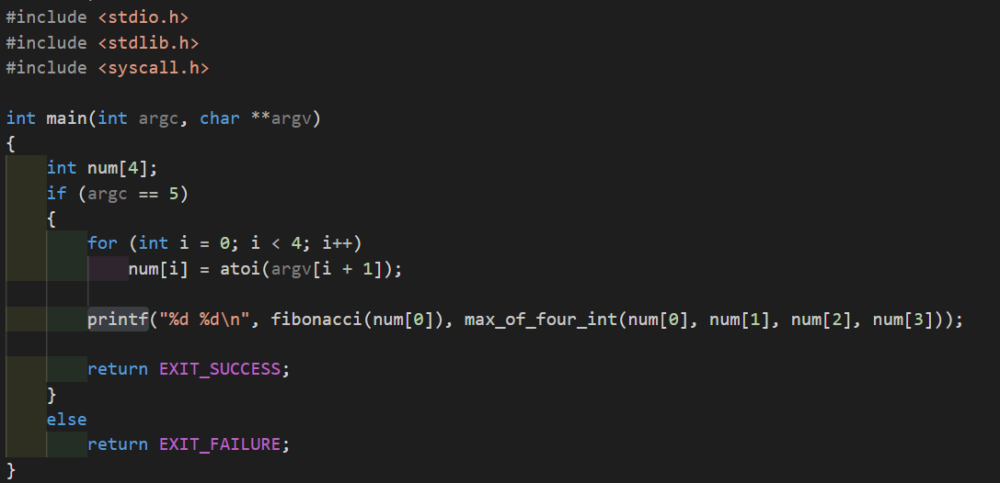 #include <stdio.h>
#include <stdlib.h>
#include <syscall.h>
int main(int argc, char **argv)
{
    int num[4];
    if (argc == 5)
    {
        for (int i = 0; i < 4; i++)
            num[i] = atoi(argv[i + 1]);
        printf("%d %d\n", fibonacci(num[0]), max_of_four_int(num[0], num[1], num[2], num[3]));
        return EXIT_SUCCESS;
    }
    else
        return EXIT_FAILURE;
}